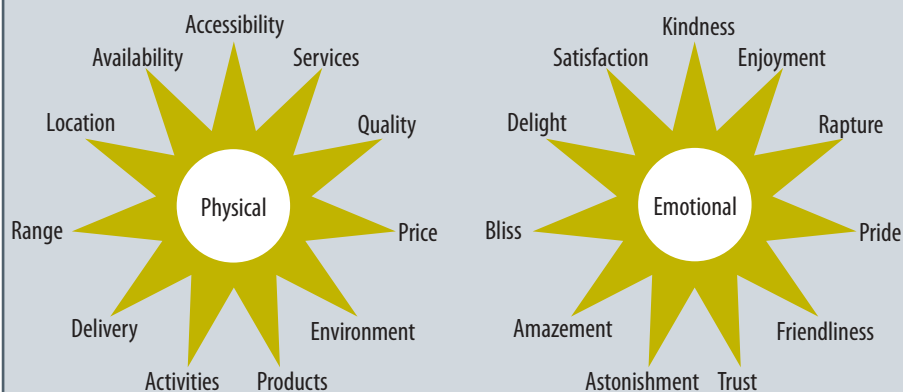 Accessibility
Services
Quality
Price
Environment
Products
Activities
Delivery
Range
Location
Availability
Physical
Kindness
Enjoyment
Rapture
Pride
Friendliness
Trust
Astonishment
Amazement
Bliss
Delight
Satisfaction
Emotional